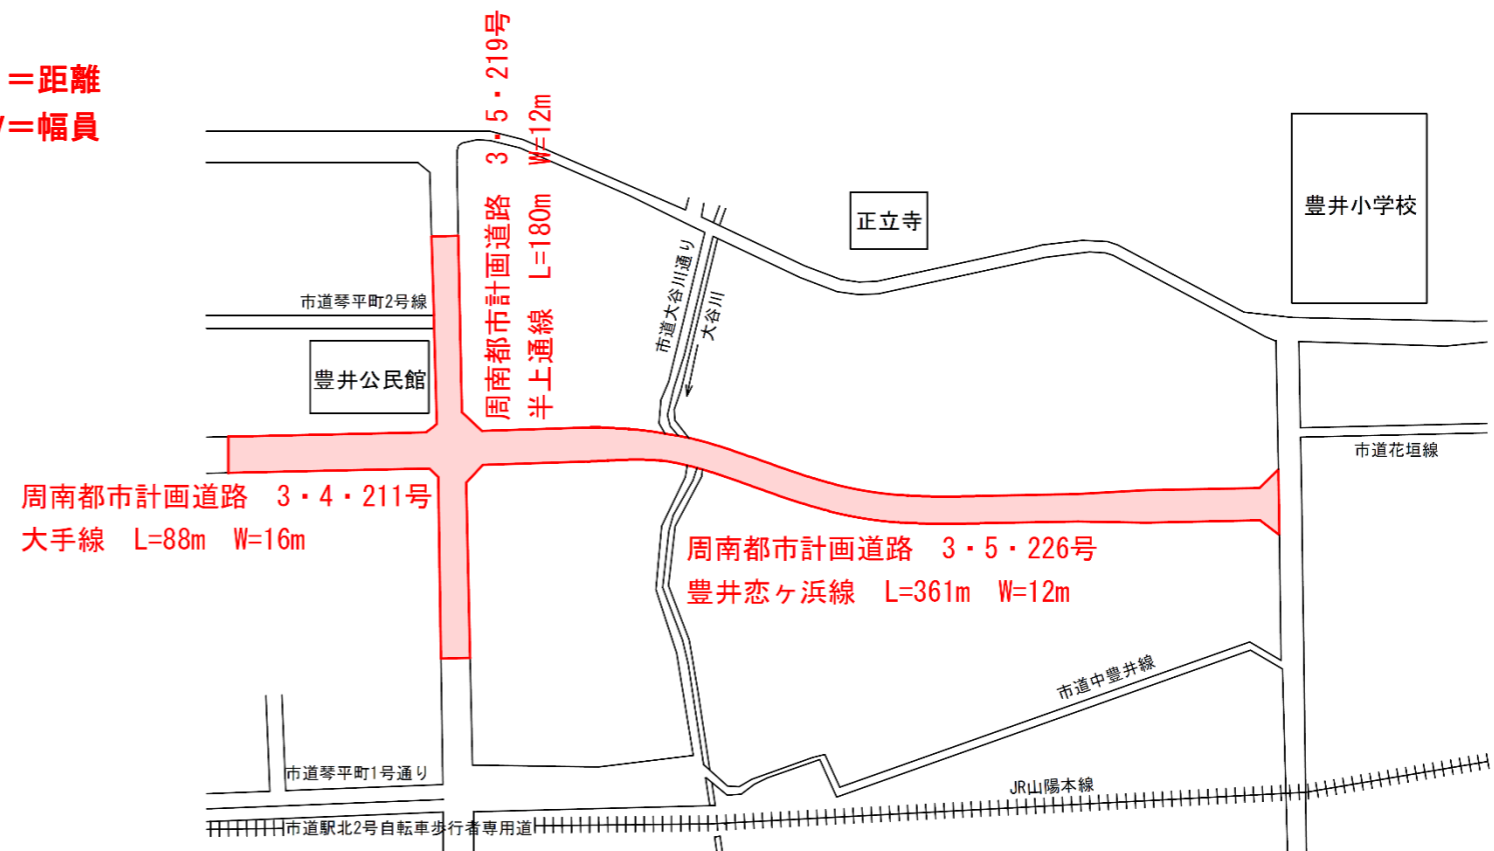 ＝距離
＝幅員
周南都市計画道路　3・5・219号
半上通線　L=180m　W=12m
正立寺
豊井小学校
市道大谷川通り
大谷川
市道琴平町2号線
豊井公民館
市道花垣線
周南都市計画道路　3・4・211号
大手線　L=88m　W=16m
周南都市計画道路　3・5・226号
豊井恋ヶ浜線　L=361m　W=12m
市道中豊井線
市道琴平町1号通り
JR山陽本線
市道駅北2号自転車歩行者専用道